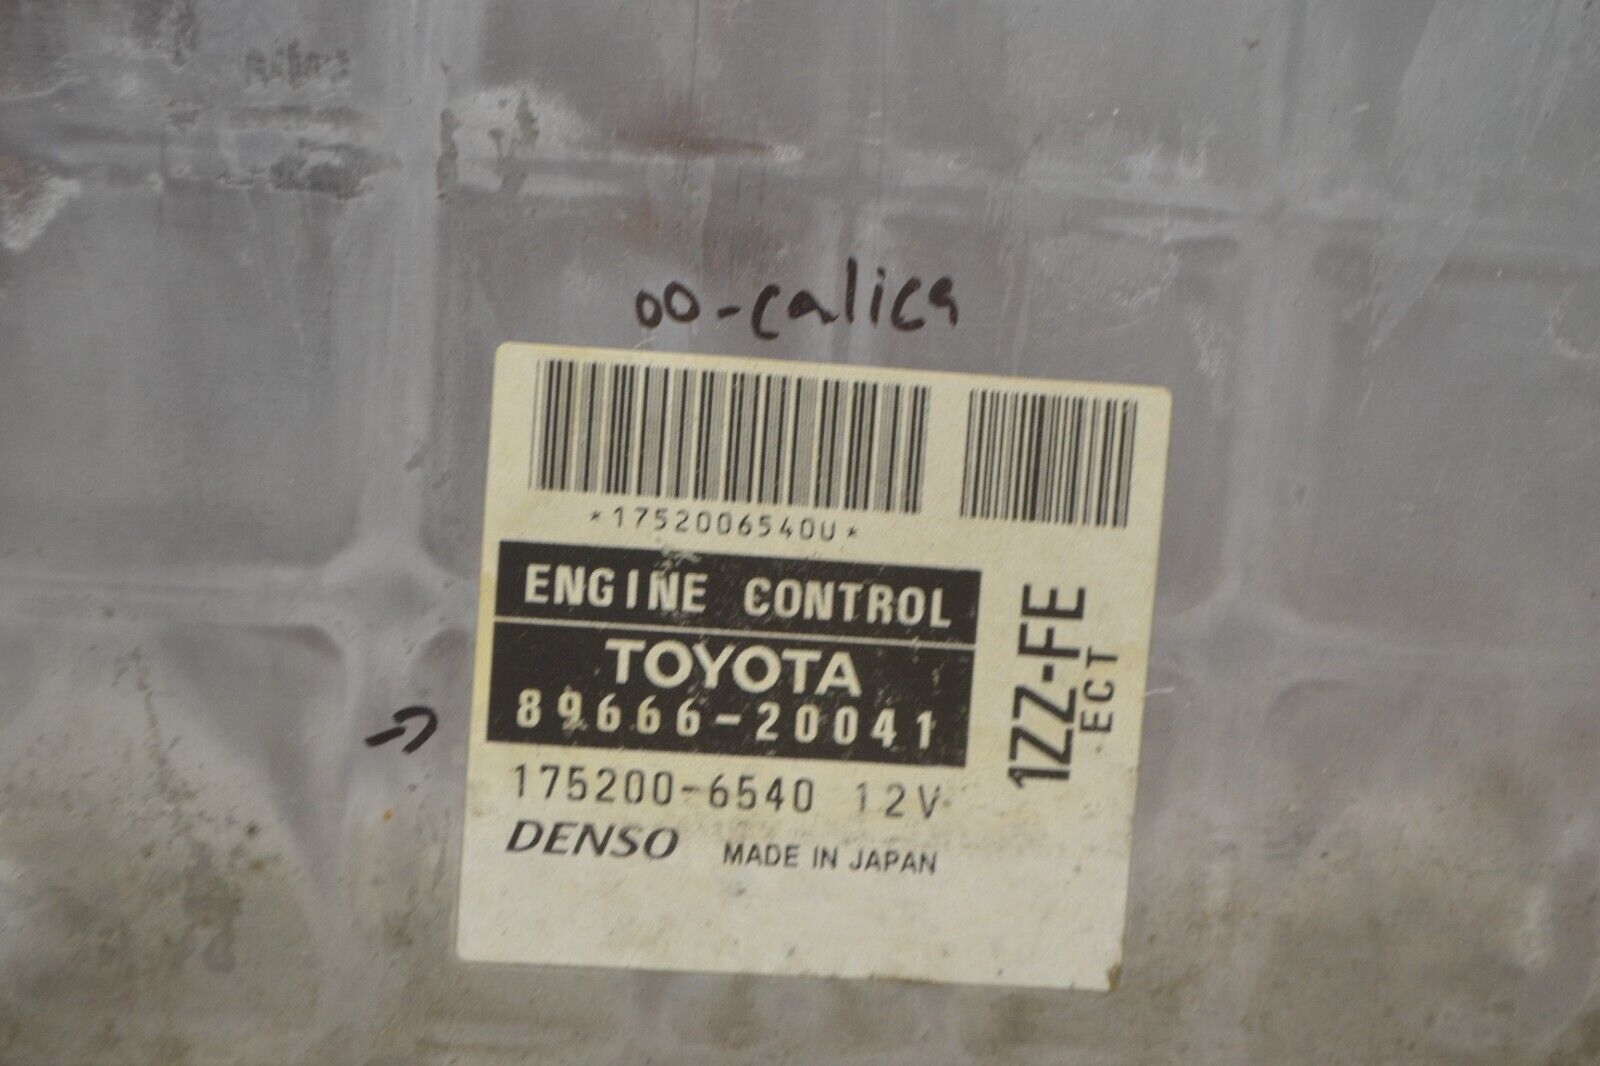 00-calica
*1752006540U*
ENGINE CONTROL
TOYOTA
89666-20041
175200-6540 12V
DENSO MADE IN JAPAN
1ZZ-FE
ECT